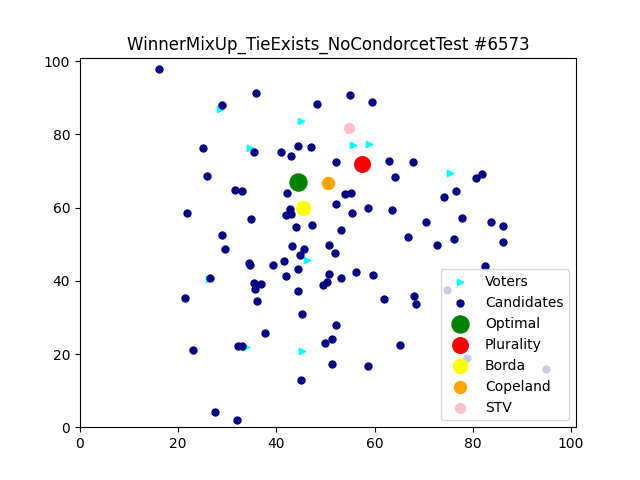 WinnerMixUp_TieExists_NoCondorcetTest #6573
100
80
60
40
20
0
0 20 40 60 80 100
Voters
Candidates
Optimal
Plurality
Borda
Copeland
STV